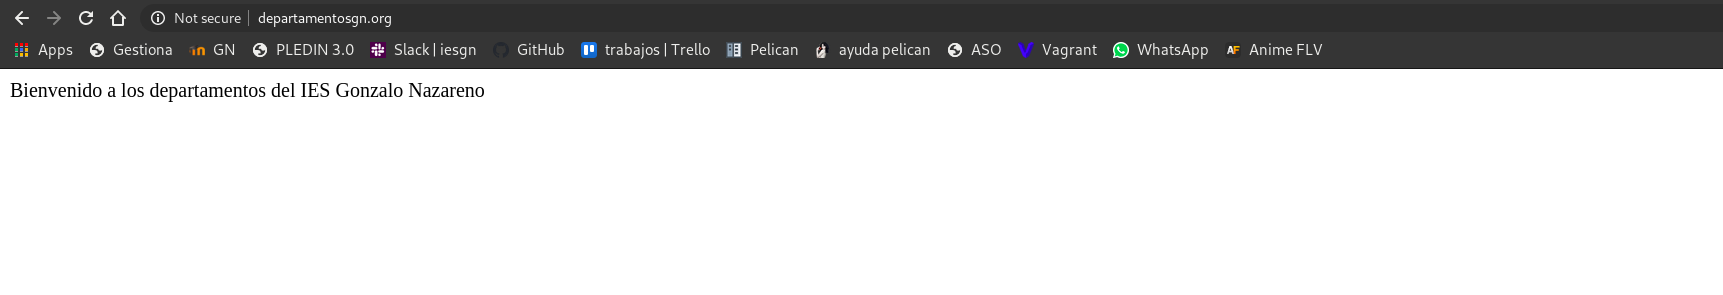 Not secure departamentosgn.org
Apps Gestiona GN PLEDIN 3.0 Slack | iesgn GitHub trabajos | Trello Pelican ayuda pelican ASO Vagrant WhatsApp AF Anime FLV
Bienvenido a los departamentos del IES Gonzalo Nazareno